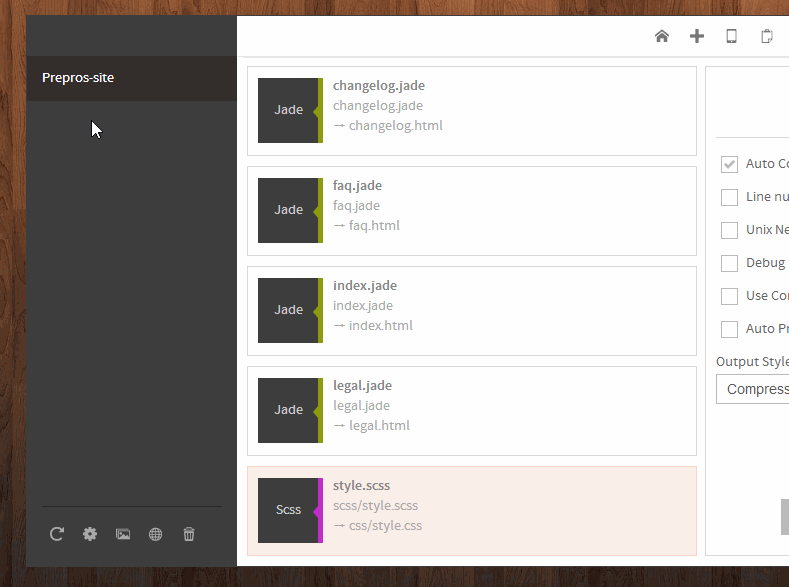 Prepros-site
Jade
changelog.jade
changelog.jade
→ changelog.html
Jade
faq.jade
faq.jade
→ faq.html
Jade
index.jade
index.jade
→ index.html
Jade
legal.jade
legal.jade
→ legal.html
Scss
style.scss
scss/style.scss
→ css/style.css
Auto Co
Line nu
Unix Ne
Debug
Use Co
Auto Pr
Output Style
Compress